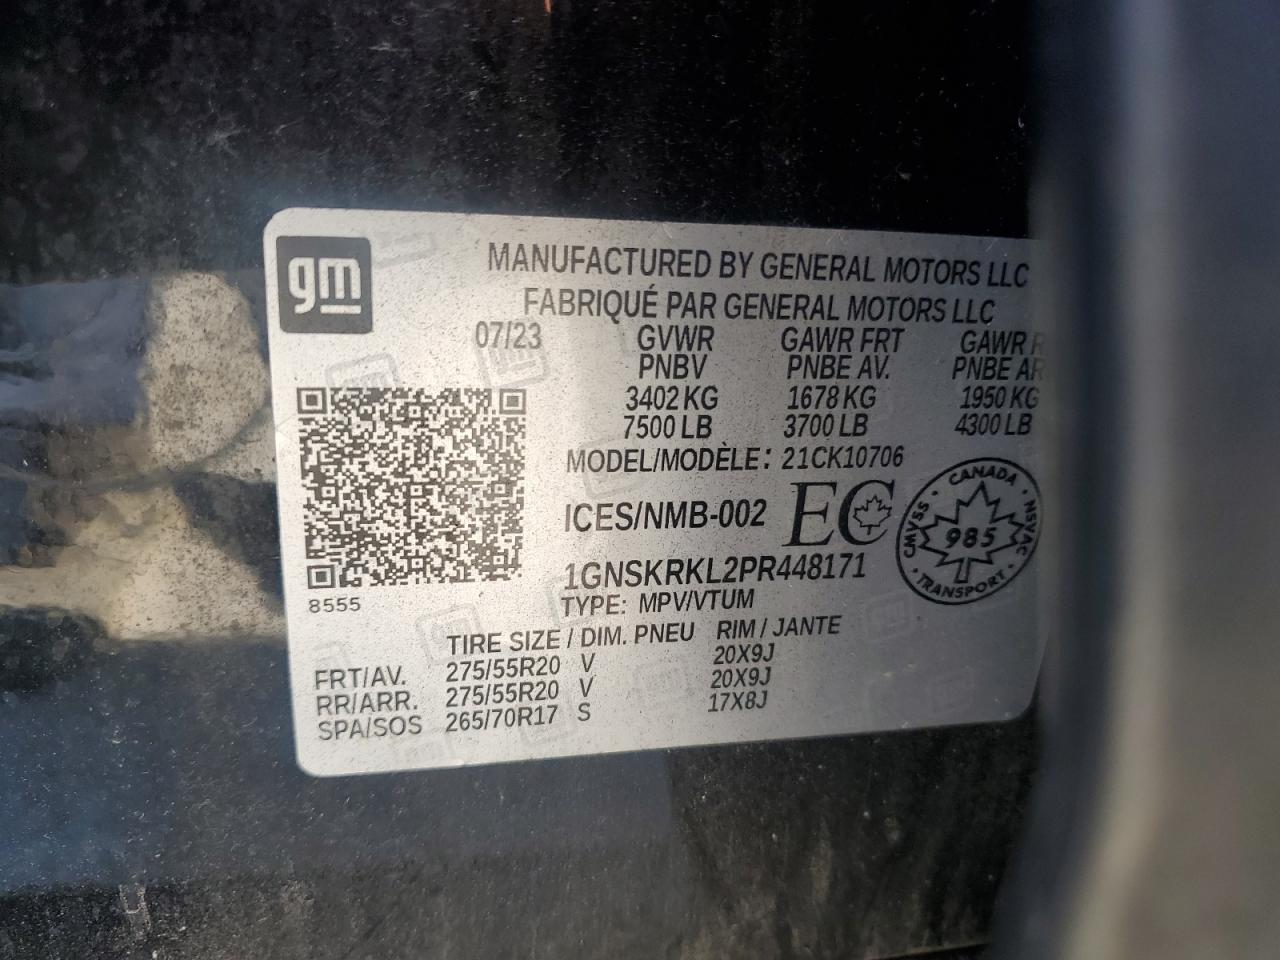 gm
MANUFACTURED BY GENERAL MOTORS LLC
FABRIQUÉ PAR GENERAL MOTORS LLC
07/23 GVWR GAWR FRT GAWR R
PNBV PNBE AV. PNBE AR
3402 KG 1678 KG 1950 KG
7500 LB 3700 LB 4300 LB
MODEL/MODÈLE: 21CK10706
ICES/NMB-002 EC
CANADA
CMVSS 985 NSVAC
TRANSPORT
1GNSKRKL2PR448171
8555
TYPE: MPV/VTUM
TIRE SIZE / DIM. PNEU RIM / JANTE
FRT/AV. 275/55R20 V 20X9J
RR/ARR. 275/55R20 V 20X9J
SPA/SOS 265/70R17 S 17X8J